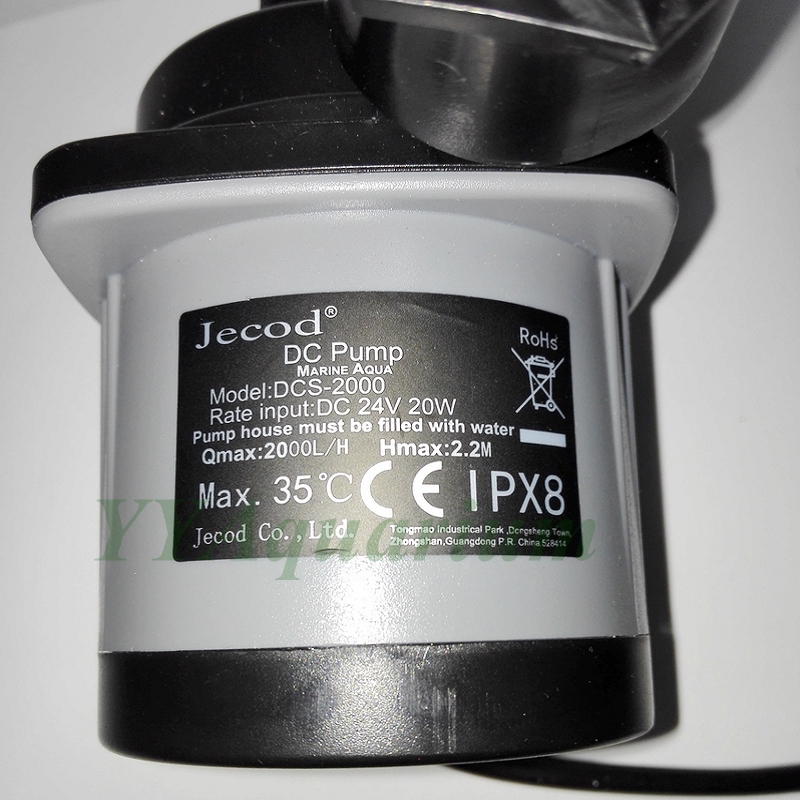 Jecod®
DC Pump
MARINE AQUA
RoHs
Model:DCS-2000
Rate input:DC 24V 20W
Pump house must be filled with water
Qmax:2000L/H Hmax:2.2M
Max. 35℃ CE IPX8
Jecod Co.,Ltd.
Tongmao Industrical Park ,Dongsheng Town,
Zhongshan,Guangdong P.R. China.528414
YYAquarium